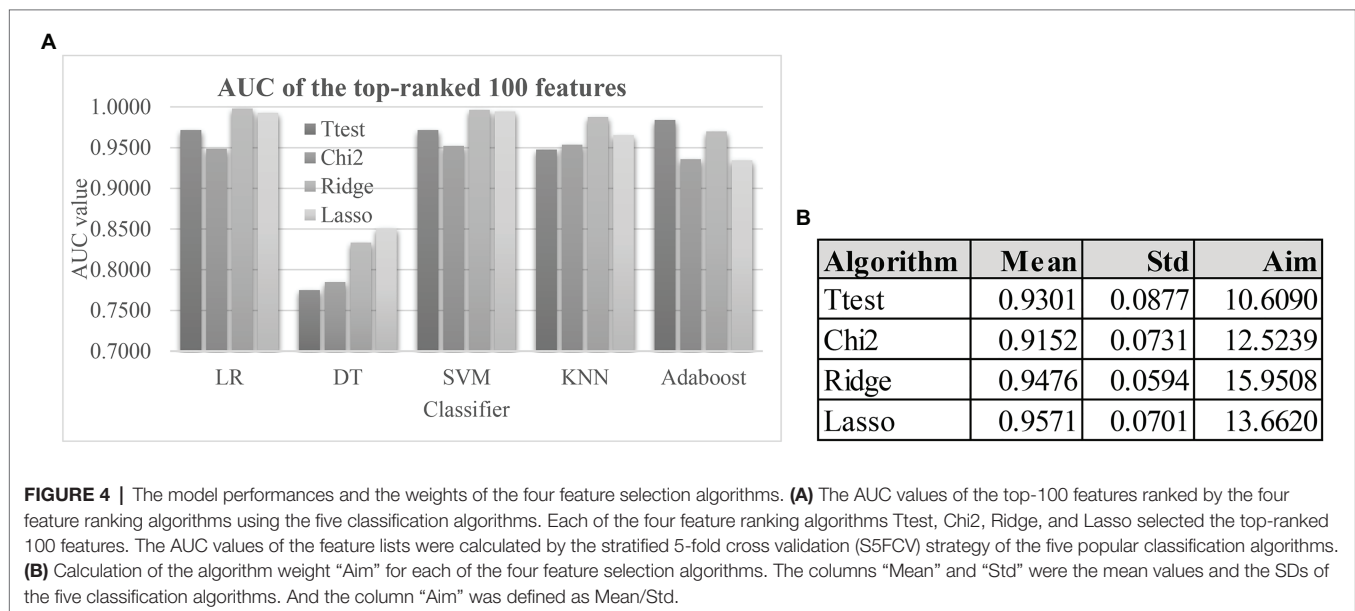 A
AUC of the top-ranked 100 features
1.0000
0.9500
0.9000
0.8500
0.8000
0.7500
0.7000
AUC value
Ttest
Chi2
Ridge
Lasso
LR DT SVM KNN Adaboost
Classifier
B
Algorithm Mean Std Aim
Ttest 0.9301 0.0877 10.6090
Chi2 0.9152 0.0731 12.5239
Ridge 0.9476 0.0594 15.9508
Lasso 0.9571 0.0701 13.6620
FIGURE 4 | The model performances and the weights of the four feature selection algorithms. (A) The AUC values of the top-100 features ranked by the four
feature ranking algorithms using the five classification algorithms. Each of the four feature ranking algorithms Ttest, Chi2, Ridge, and Lasso selected the top-ranked
100 features. The AUC values of the feature lists were calculated by the stratified 5-fold cross validation (S5FCV) strategy of the five popular classification algorithms.
(B) Calculation of the algorithm weight “Aim” for each of the four feature selection algorithms. The columns “Mean” and “Std” were the mean values and the SDs of
the five classification algorithms. And the column “Aim” was defined as Mean/Std.